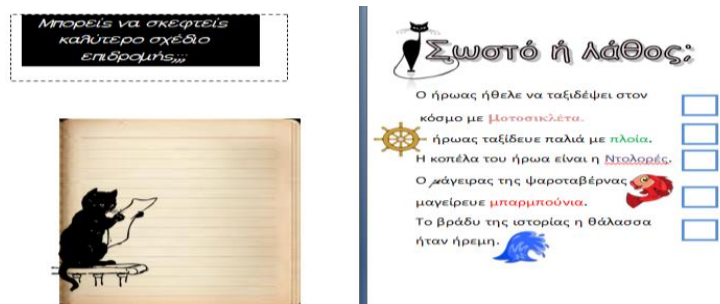 Μπορείς να σκεφτείς
καλύτερο σχέδιο
επιδρομής;;;
Σωστό ή λάθος;
Ο ήρωας ήθελε να ταξιδέψει στον
κόσμο με μοτοσικλέτα.
ήρωας ταξίδευε παλιά με πλοία.
Η κοπέλα του ήρωα είναι η Ντολορές.
Ο μάγειρας της ψαροταβέρνας
μαγείρευε μπαρμπούνια.
Το βράδυ της ιστορίας η θάλασσα
ήταν ήρεμη.